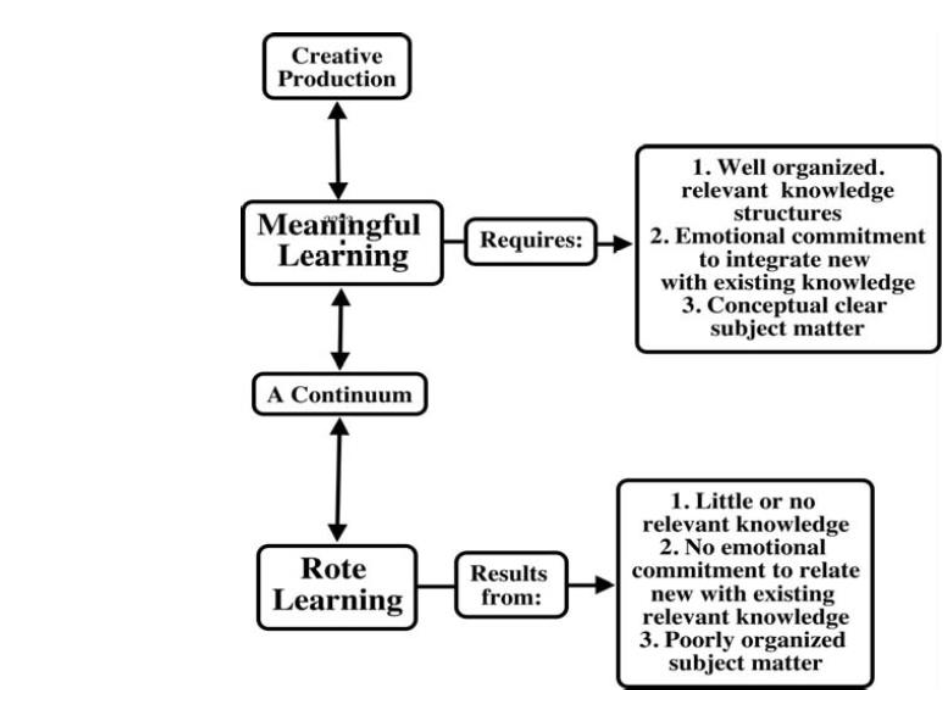 Creative
Production
Meaningful
Learning
Requires:
1. Well organized.
relevant knowledge
structures
2. Emotional commitment
to integrate new
with existing knowledge
3. Conceptual clear
subject matter
A Continuum
Rote
Learning
Results
from:
1. Little or no
relevant knowledge
2. No emotional
commitment to relate
new with existing
relevant knowledge
3. Poorly organized
subject matter